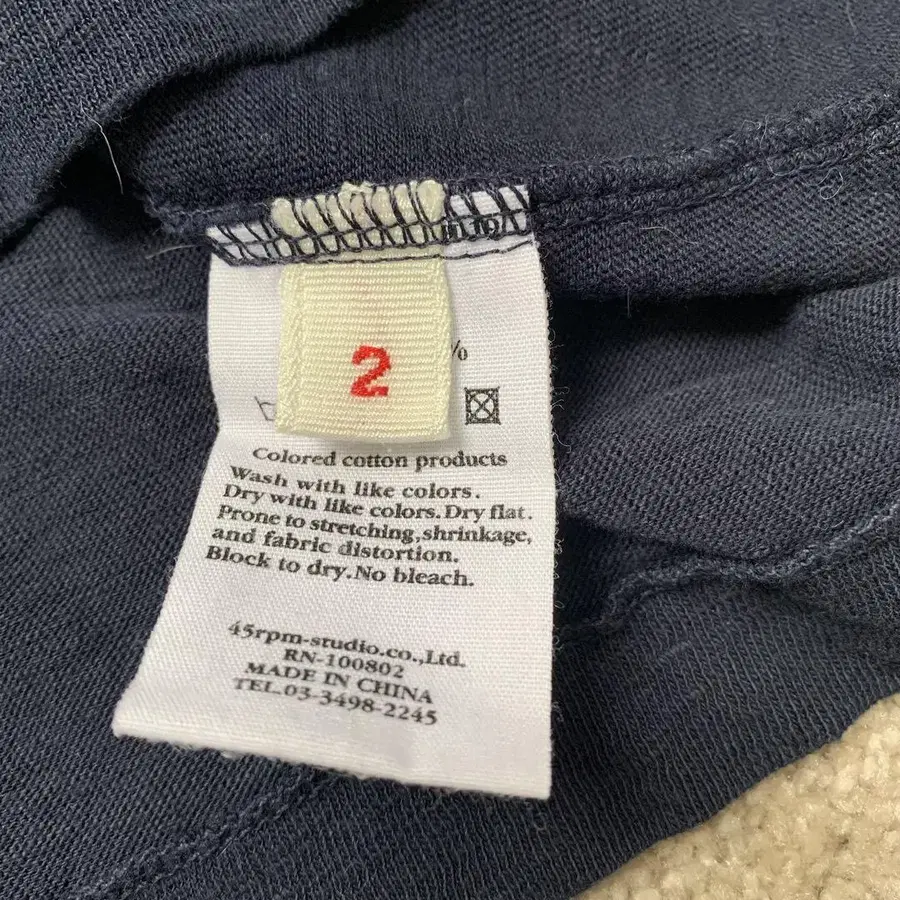 2
%
Colored cotton products
Wash with like colors.
Dry with like colors.Dry flat.
Prone to stretching,shrinkage,
and fabric distortion.
Block to dry.No bleach.
45rpm-studio.co.,Ltd.
RN-100802
MADE IN CHINA
TEL.03-3498-2245